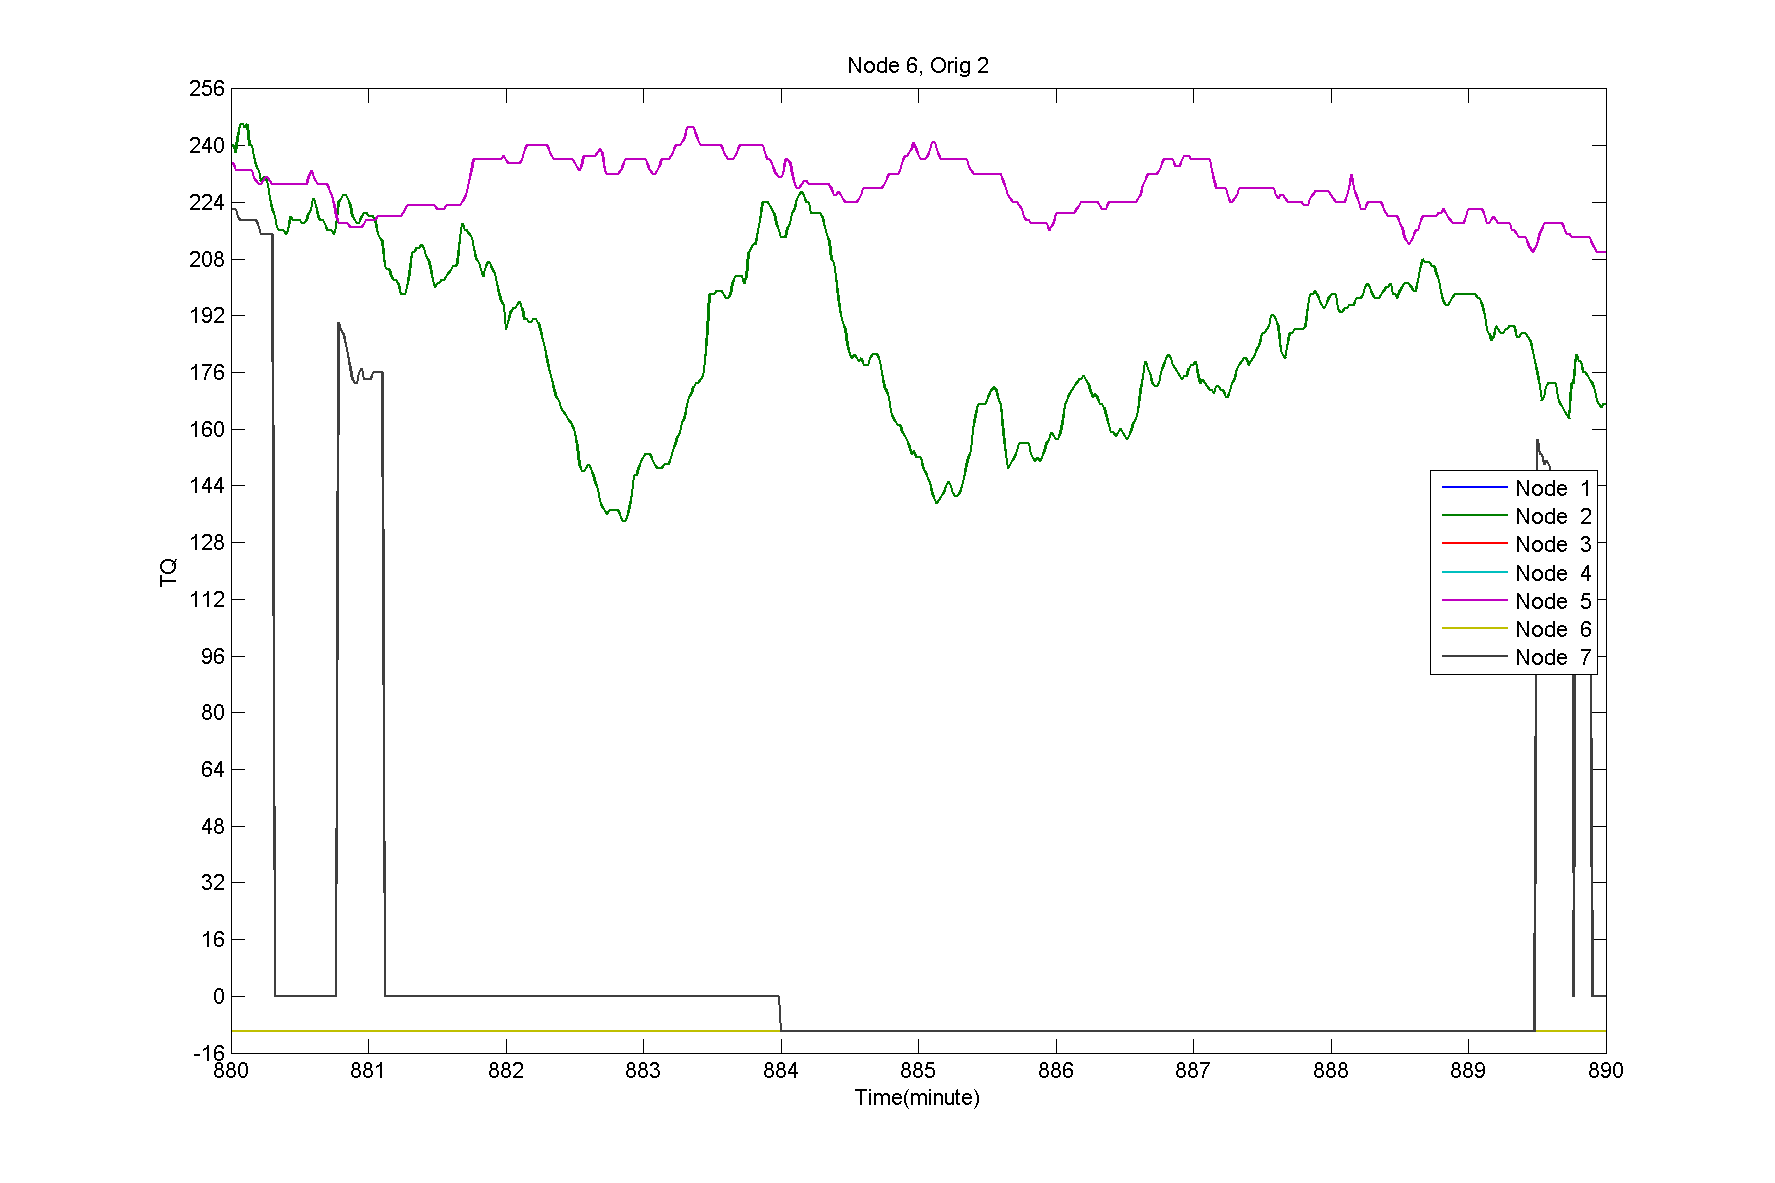 Node 6, Orig 2
256
240
224
208
192
176
160
144
128
112
96
80
64
48
32
16
0
-16
TQ
Node 1
Node 2
Node 3
Node 4
Node 5
Node 6
Node 7
880 881 882 883 884 885 886 887 888 889 890
Time(minute)